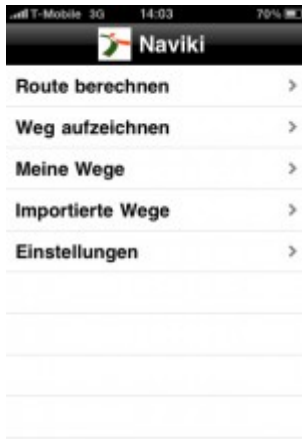 T-Mobile 3G 14:03 70%
Naviki
Route berechnen
Weg aufzeichnen
Meine Wege
Importierte Wege
Einstellungen